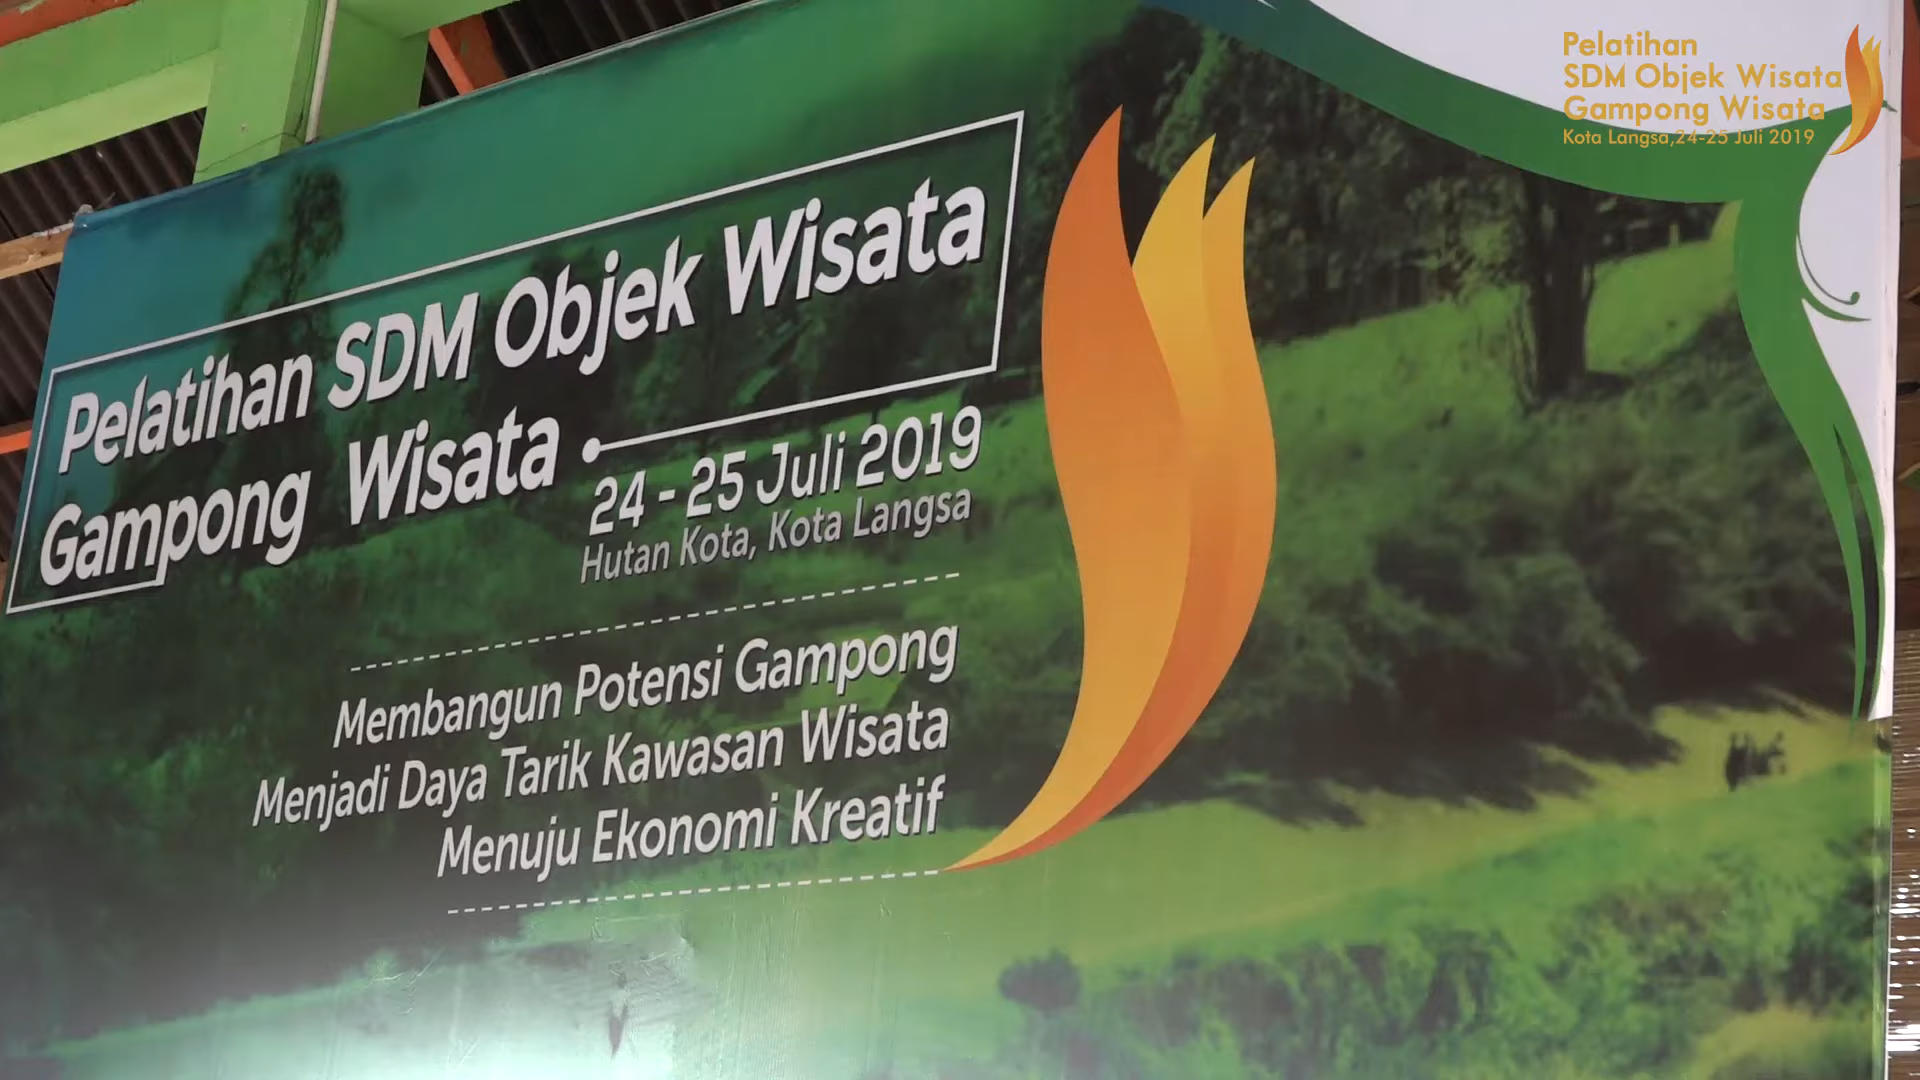 Pelatihan
SDM Objek Wisata
Gampong Wisata
Kota Langsa,24-25 Juli 2019
Pelatihan SDM Objek Wisata
Gampong Wisata
24 - 25 Juli 2019
Hutan Kota, Kota Langsa
Membangun Potensi Gampong
Menjadi Daya Tarik Kawasan Wisata
Menuju Ekonomi Kreatif